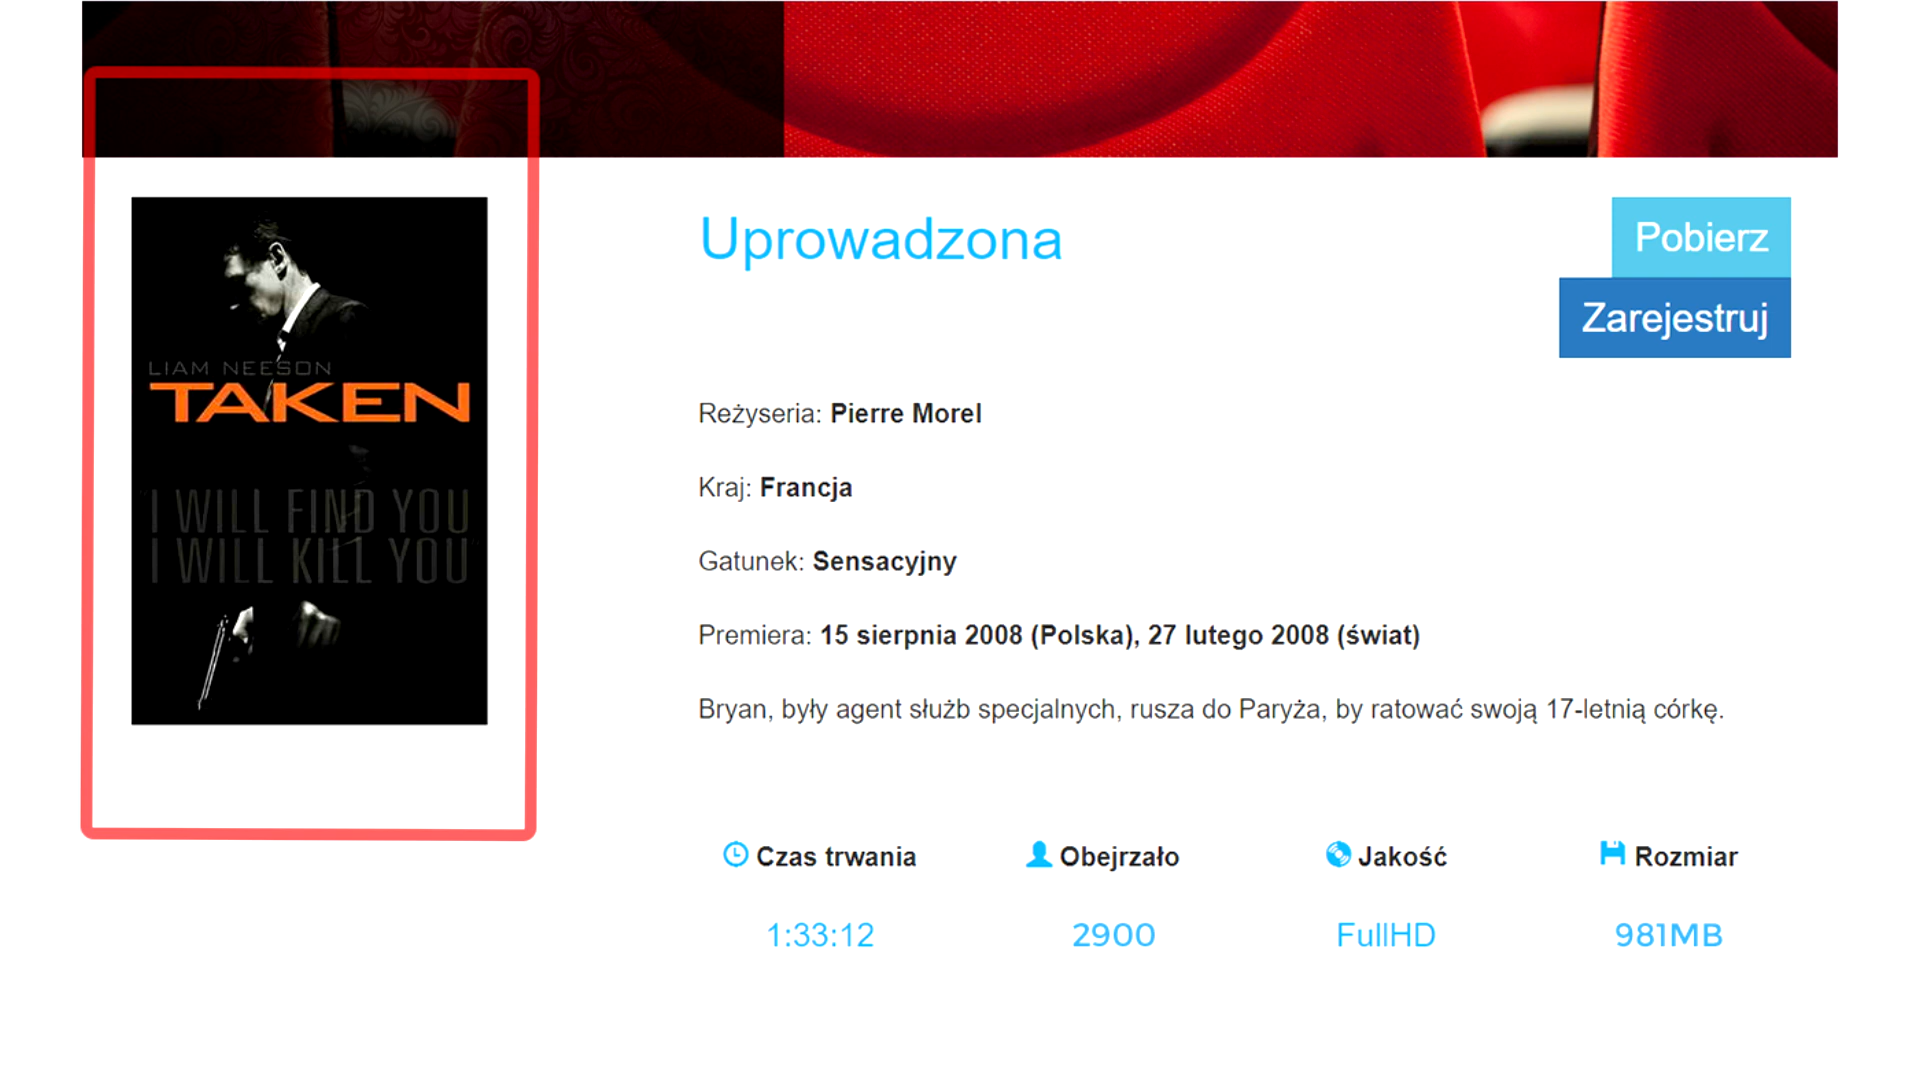 LIAM NEESON
TAKEN
"I WILL FIND YOU
I WILL KILL YOU"
Uprowadzona
Pobierz
Zarejestruj
Reżyseria: Pierre Morel
Kraj: Francja
Gatunek: Sensacyjny
Premiera: 15 sierpnia 2008 (Polska), 27 lutego 2008 (świat)
Bryan, były agent służb specjalnych, rusza do Paryża, by ratować swoją 17-letnią córkę.
Czas trwania Obejrzało Jakość Rozmiar
1:33:12 2900 FullHD 981MB